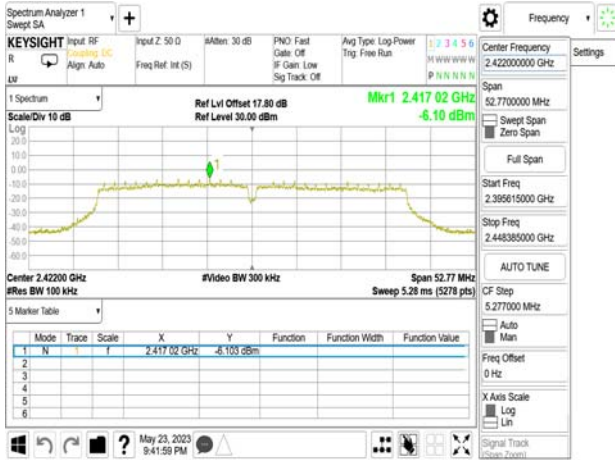 Spectrum Analyzer 1
Swept SA
Frequency
KEYSIGHT
R
LXI
Input: RF
Coupling: DC
Align: Auto
Input Z: 50 Ω
Freq Ref: Int (S)
#Atten: 30 dB
PNO: Fast
Gate: Off
IF Gain: Low
Sig Track: Off
Avg Type: Log-Power
Trig: Free Run
1 2 3 4 5 6
M W W W W W
P N N N N N
1 Spectrum
Scale/Div 10 dB
Ref Lvl Offset 17.80 dB
Ref Level 30.00 dBm
Mkr1 2.417 02 GHz
-6.10 dBm
Log
20.0
10.0
0.00
-10.0
-20.0
-30.0
-40.0
-50.0
-60.0
1
Center 2.42200 GHz
#Res BW 100 kHz
#Video BW 300 kHz
Span 52.77 MHz
Sweep 5.28 ms (5278 pts)
5 Marker Table
Mode Trace Scale X Y Function Function Width Function Value
1 N 1 f 2.417 02 GHz -6.103 dBm
2
3
4
5
6
May 23, 2023
9:41:59 PM
Center Frequency
2.422000000 GHz
Settings
Span
52.7700000 MHz
Swept Span
Zero Span
Full Span
Start Freq
2.395615000 GHz
Stop Freq
2.448385000 GHz
AUTO TUNE
CF Step
5.277000 MHz
Auto
Man
Freq Offset
0 Hz
X Axis Scale
Log
Lin
Signal Track
(Span Zoom)